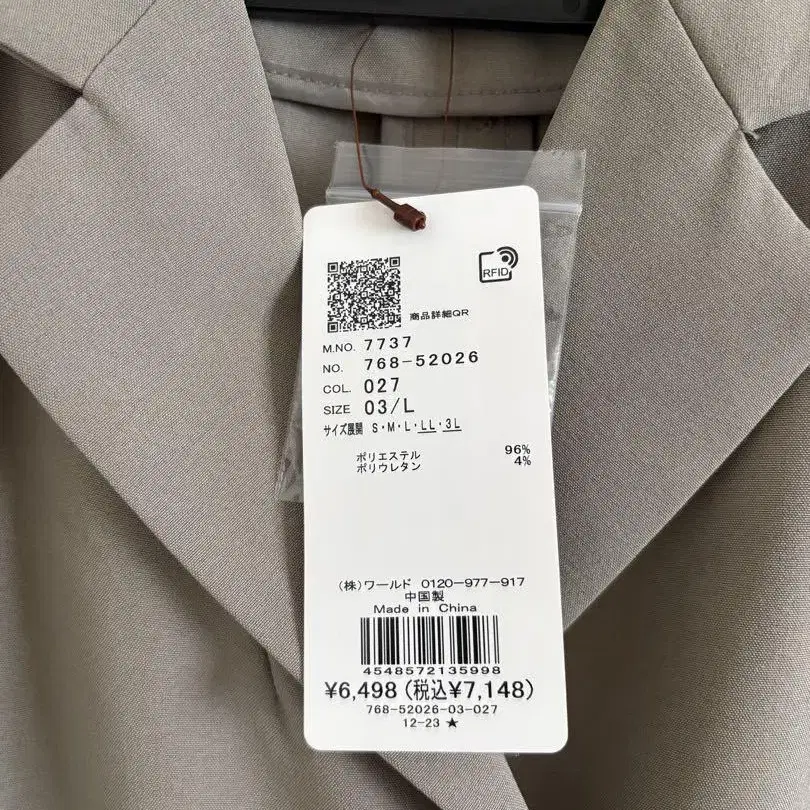 RFID
商品詳細QR
M.NO. 7737
NO. 768-52026
COL. 027
SIZE 03/L
サイズ展開 S・M・L・LL・3L
ポリエステル 96%
ポリウレタン 4%
(株)ワールド 0120-977-917
中国製
Made in China
4548572135998
¥6,498(税込¥7,148)
768-52026-03-027
12-23 ★